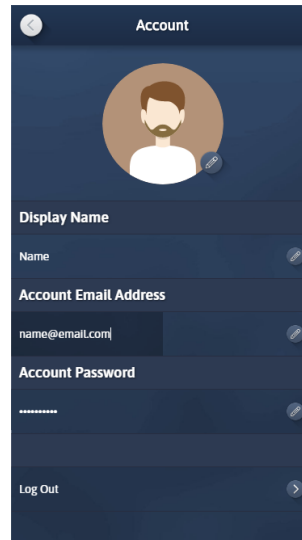 Account
Display Name
Name
Account Email Address
name@email.com
Account Password
••••••••••
Log Out